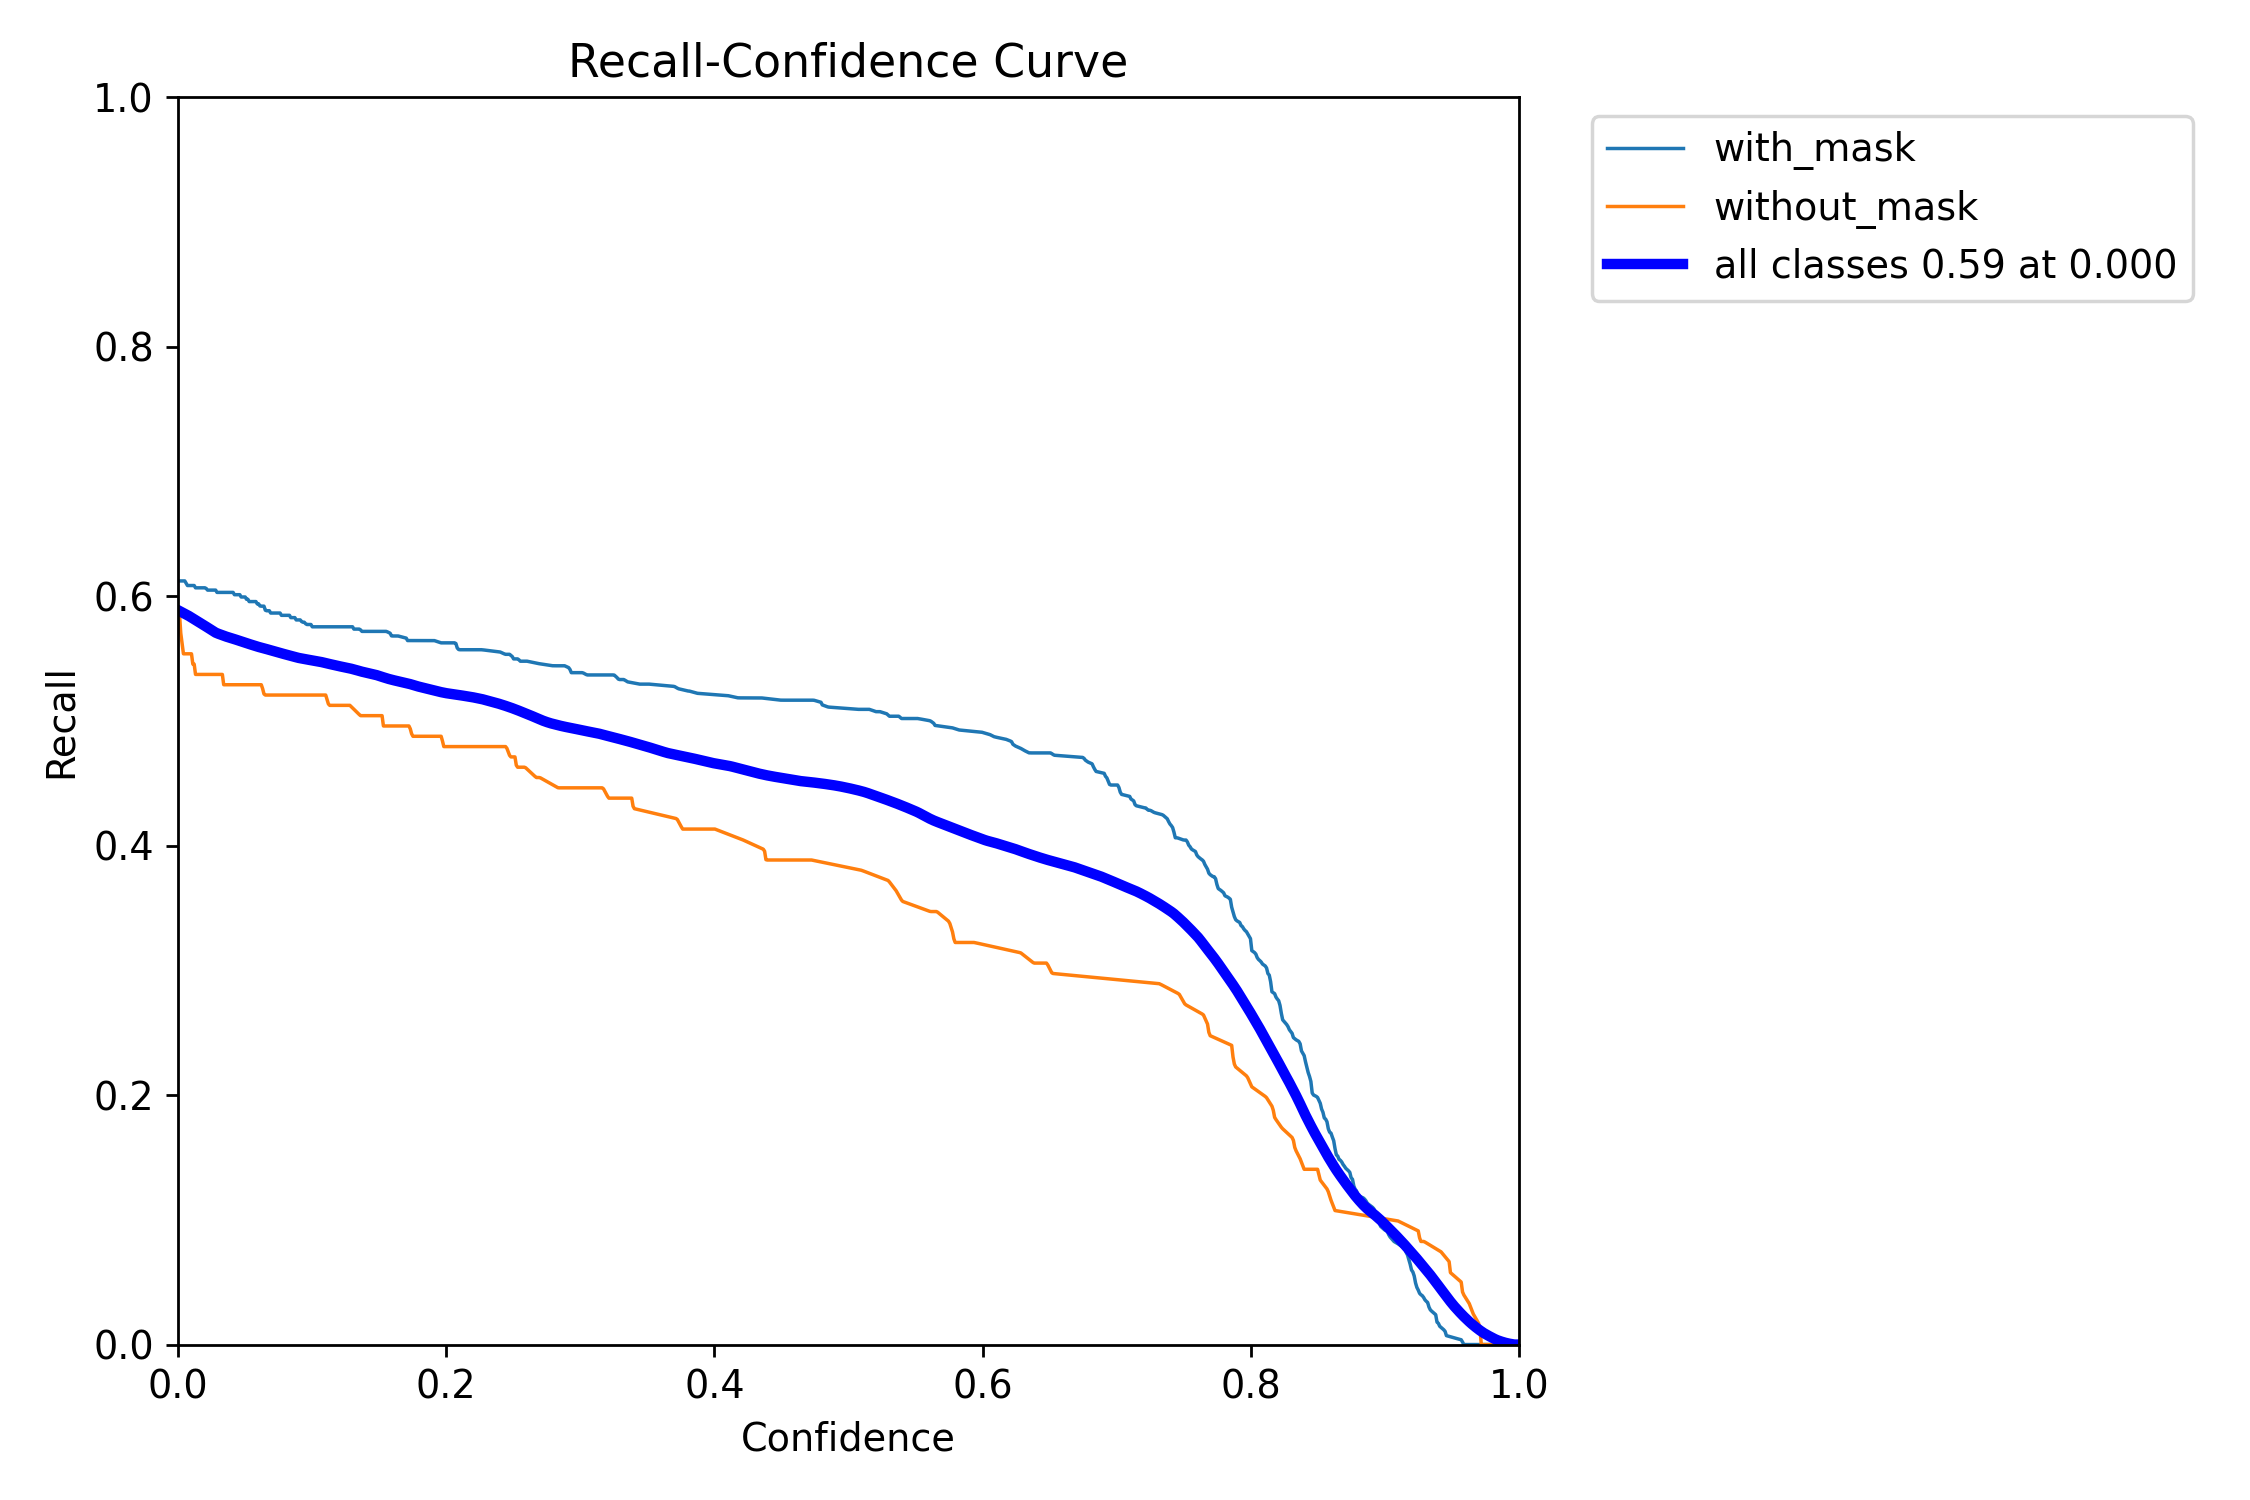 Recall-Confidence Curve
1.0
0.8
0.6
0.4
0.2
0.0
Recall
0.0 0.2 0.4 0.6 0.8 1.0
Confidence
with_mask
without_mask
all classes 0.59 at 0.000